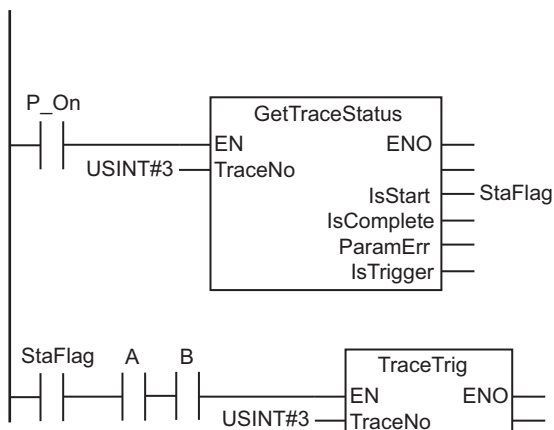 P_On
GetTraceStatus
EN ENO
USINT#3 TraceNo
IsStart StaFlag
IsComplete
ParamErr
IsTrigger
StaFlag A B
TraceTrig
EN ENO
USINT#3 TraceNo